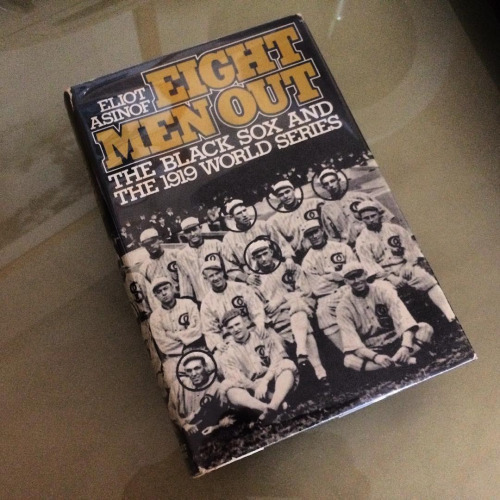 ELIOT
ASINOF
EIGHT
MEN OUT
THE BLACK SOX AND
THE 1919 WORLD SERIES